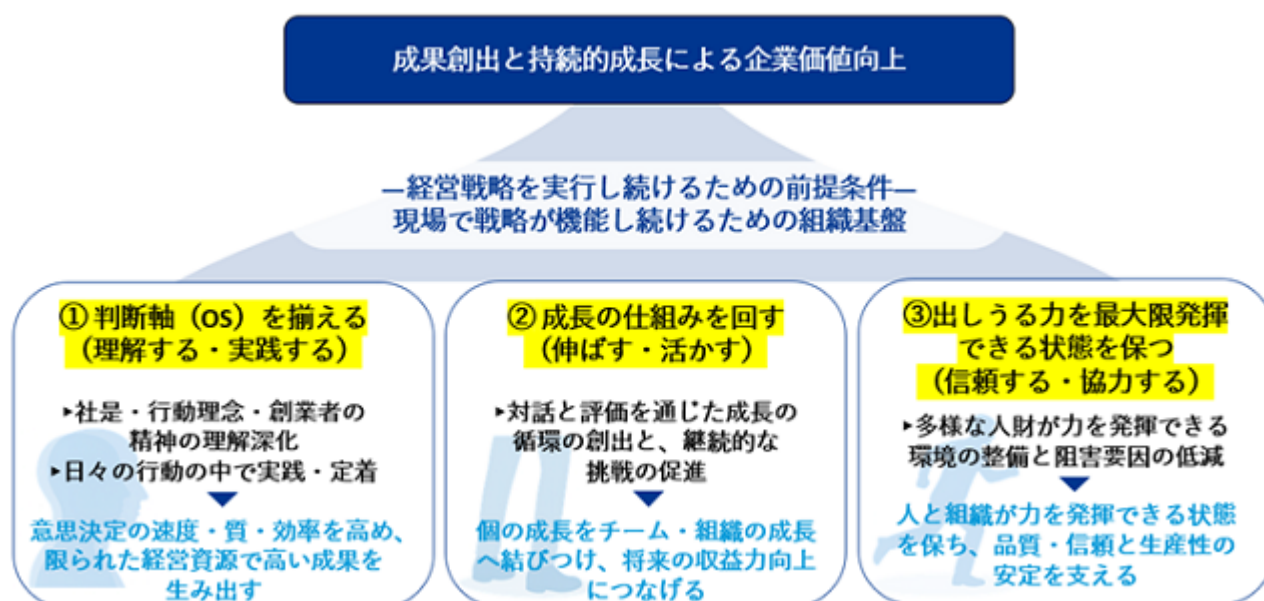 成果創出と持続的成長による企業価値向上
―経営戦略を実行し続けるための前提条件―
現場で戦略が機能し続けるための組織基盤
①判断軸（OS）を揃える
（理解する・実践する）
▸社是・行動理念・創業者の
精神の理解深化
▸日々の行動の中で実践・定着
意思決定の速度・質・効率を高め、
限られた経営資源で高い成果を
生み出す
②成長の仕組みを回す
（伸ばす・活かす）
▸対話と評価を通じた成長の
循環の創出と、継続的な
挑戦の促進
個の成長をチーム・組織の成長
へ結びつけ、将来の収益力向上
につなげる
③出しうる力を最大限発揮
できる状態を保つ
（信頼する・協力する）
▸多様な人財が力を発揮できる
環境の整備と阻害要因の低減
人と組織が力を発揮できる状態
を保ち、品質・信頼と生産性の
安定を支える